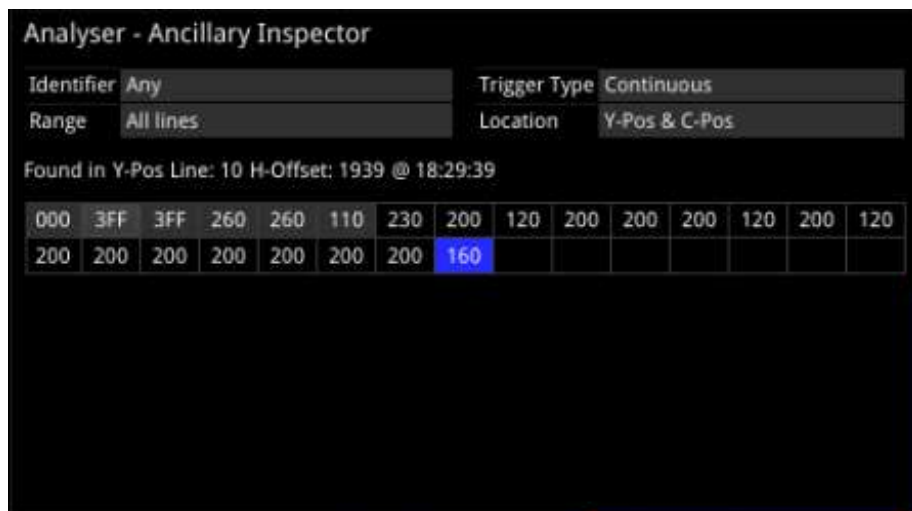 Analyser - Ancillary Inspector
Identifier Any Trigger Type Continuous
Range All lines Location Y-Pos & C-Pos
Found in Y-Pos Line: 10 H-Offset: 1939 @ 18:29:39
000 3FF 3FF 260 260 110 230 200 120 200 200 200 120 200 120
200 200 200 200 200 200 200 160